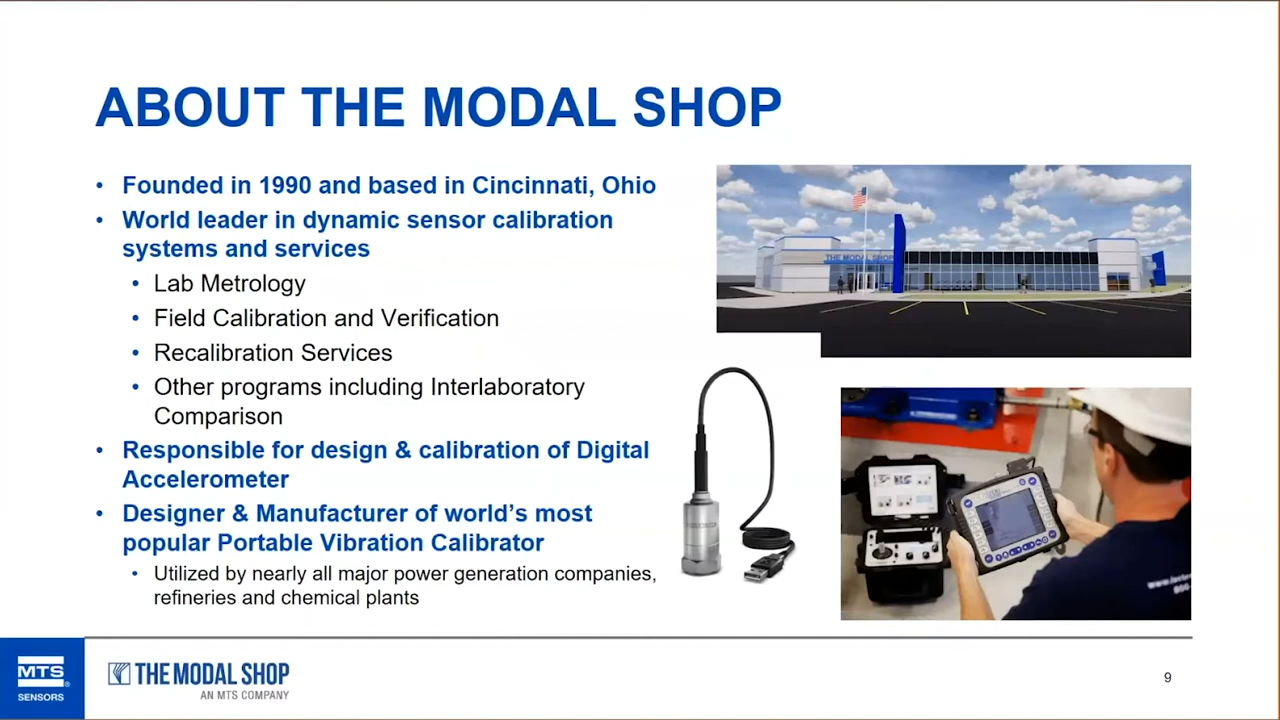 ABOUT THE MODAL SHOP
• Founded in 1990 and based in Cincinnati, Ohio
• World leader in dynamic sensor calibration
systems and services
• Lab Metrology
• Field Calibration and Verification
• Recalibration Services
• Other programs including Interlaboratory
Comparison
• Responsible for design & calibration of Digital
Accelerometer
• Designer & Manufacturer of world’s most
popular Portable Vibration Calibrator
• Utilized by nearly all major power generation companies,
refineries and chemical plants
THE MODAL SHOP
MTS
SENSORS
THE MODAL SHOP
AN MTS COMPANY
9